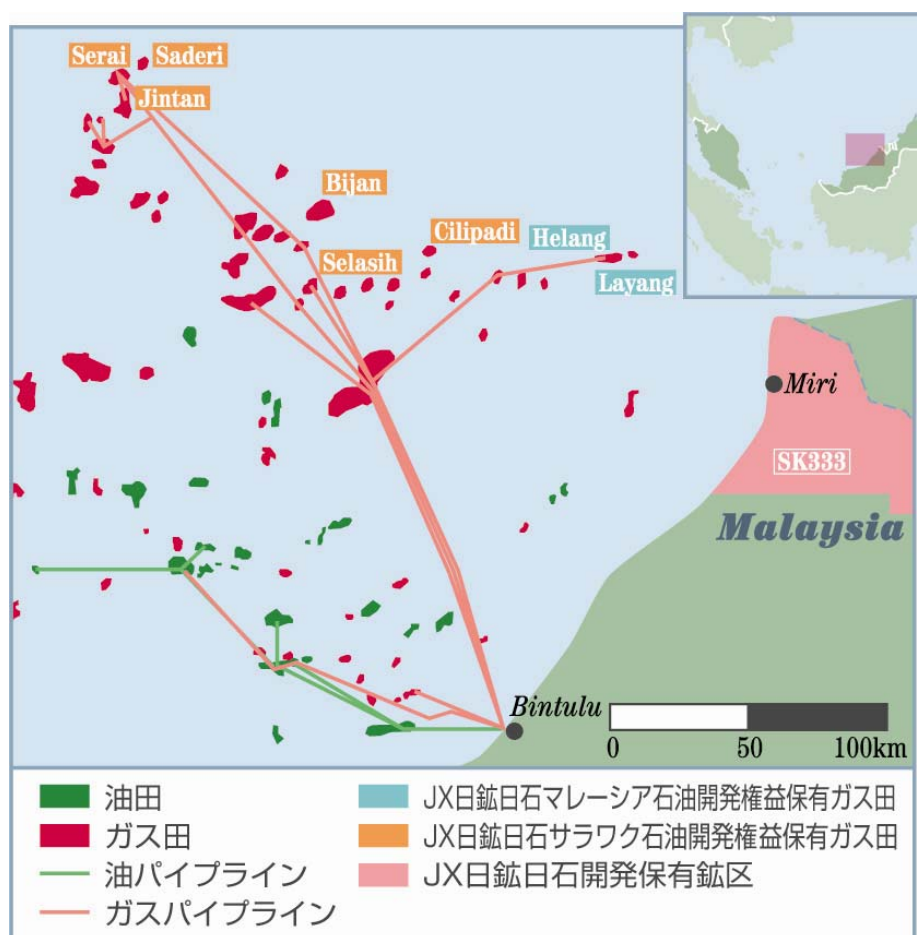 Serai Saderi
Jintan
Bijan
Cilipadi Helang
Selasih
Layang
Miri
SK333
Malaysia
Bintulu
0 50 100km
油田
ガス田
油パイプライン
ガスパイプライン
JX日鉱日石マレーシア石油開発権益保有ガス田
JX日鉱日石サラワク石油開発権益保有ガス田
JX日鉱日石開発保有鉱区